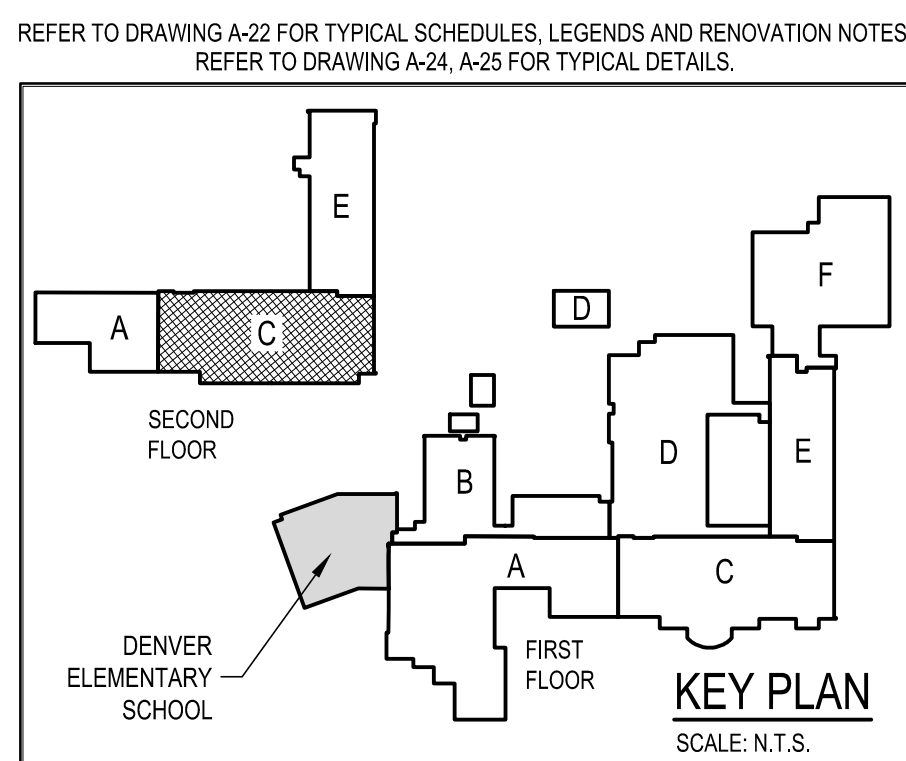 REFER TO DRAWING A-22 FOR TYPICAL SCHEDULES, LEGENDS AND RENOVATION NOTES
REFER TO DRAWING A-24, A-25 FOR TYPICAL DETAILS.
E
A
C
SECOND
FLOOR
F
D
D
E
B
A
C
DENVER
ELEMENTARY
SCHOOL
FIRST
FLOOR
KEY PLAN
SCALE: N.T.S.